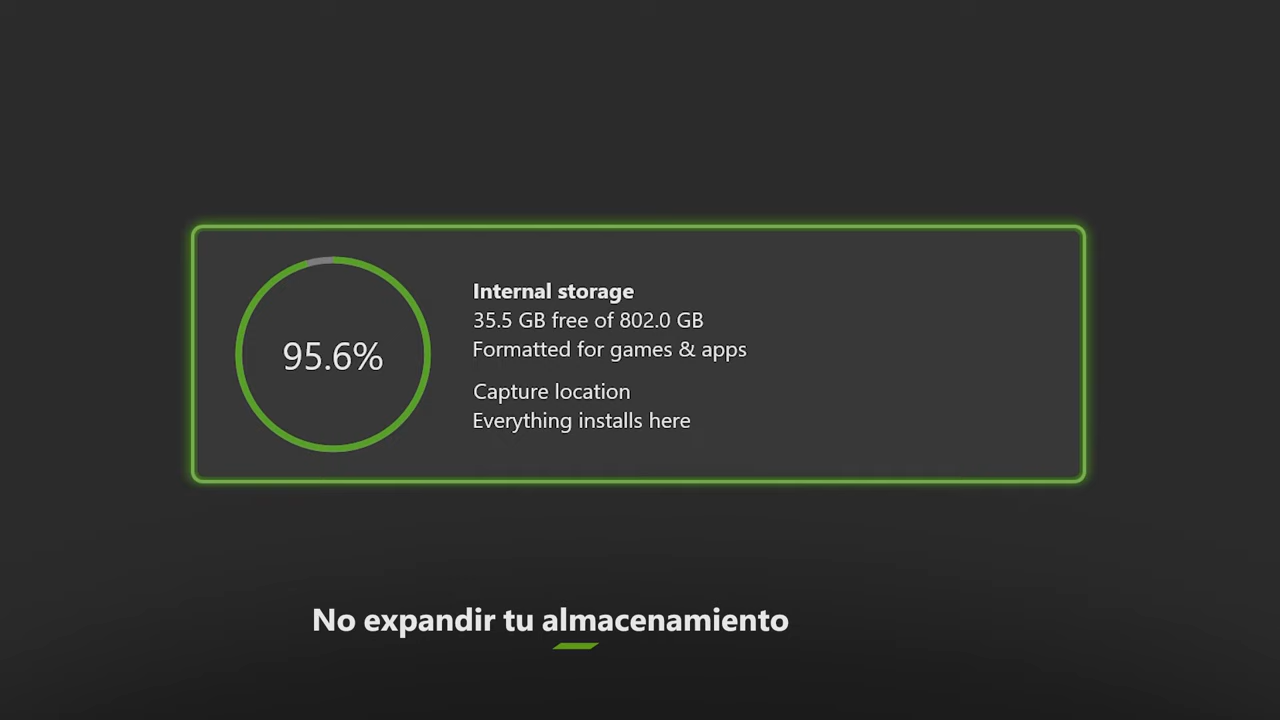 95.6%
Internal storage
35.5 GB free of 802.0 GB
Formatted for games & apps
Capture location
Everything installs here
No expandir tu almacenamiento